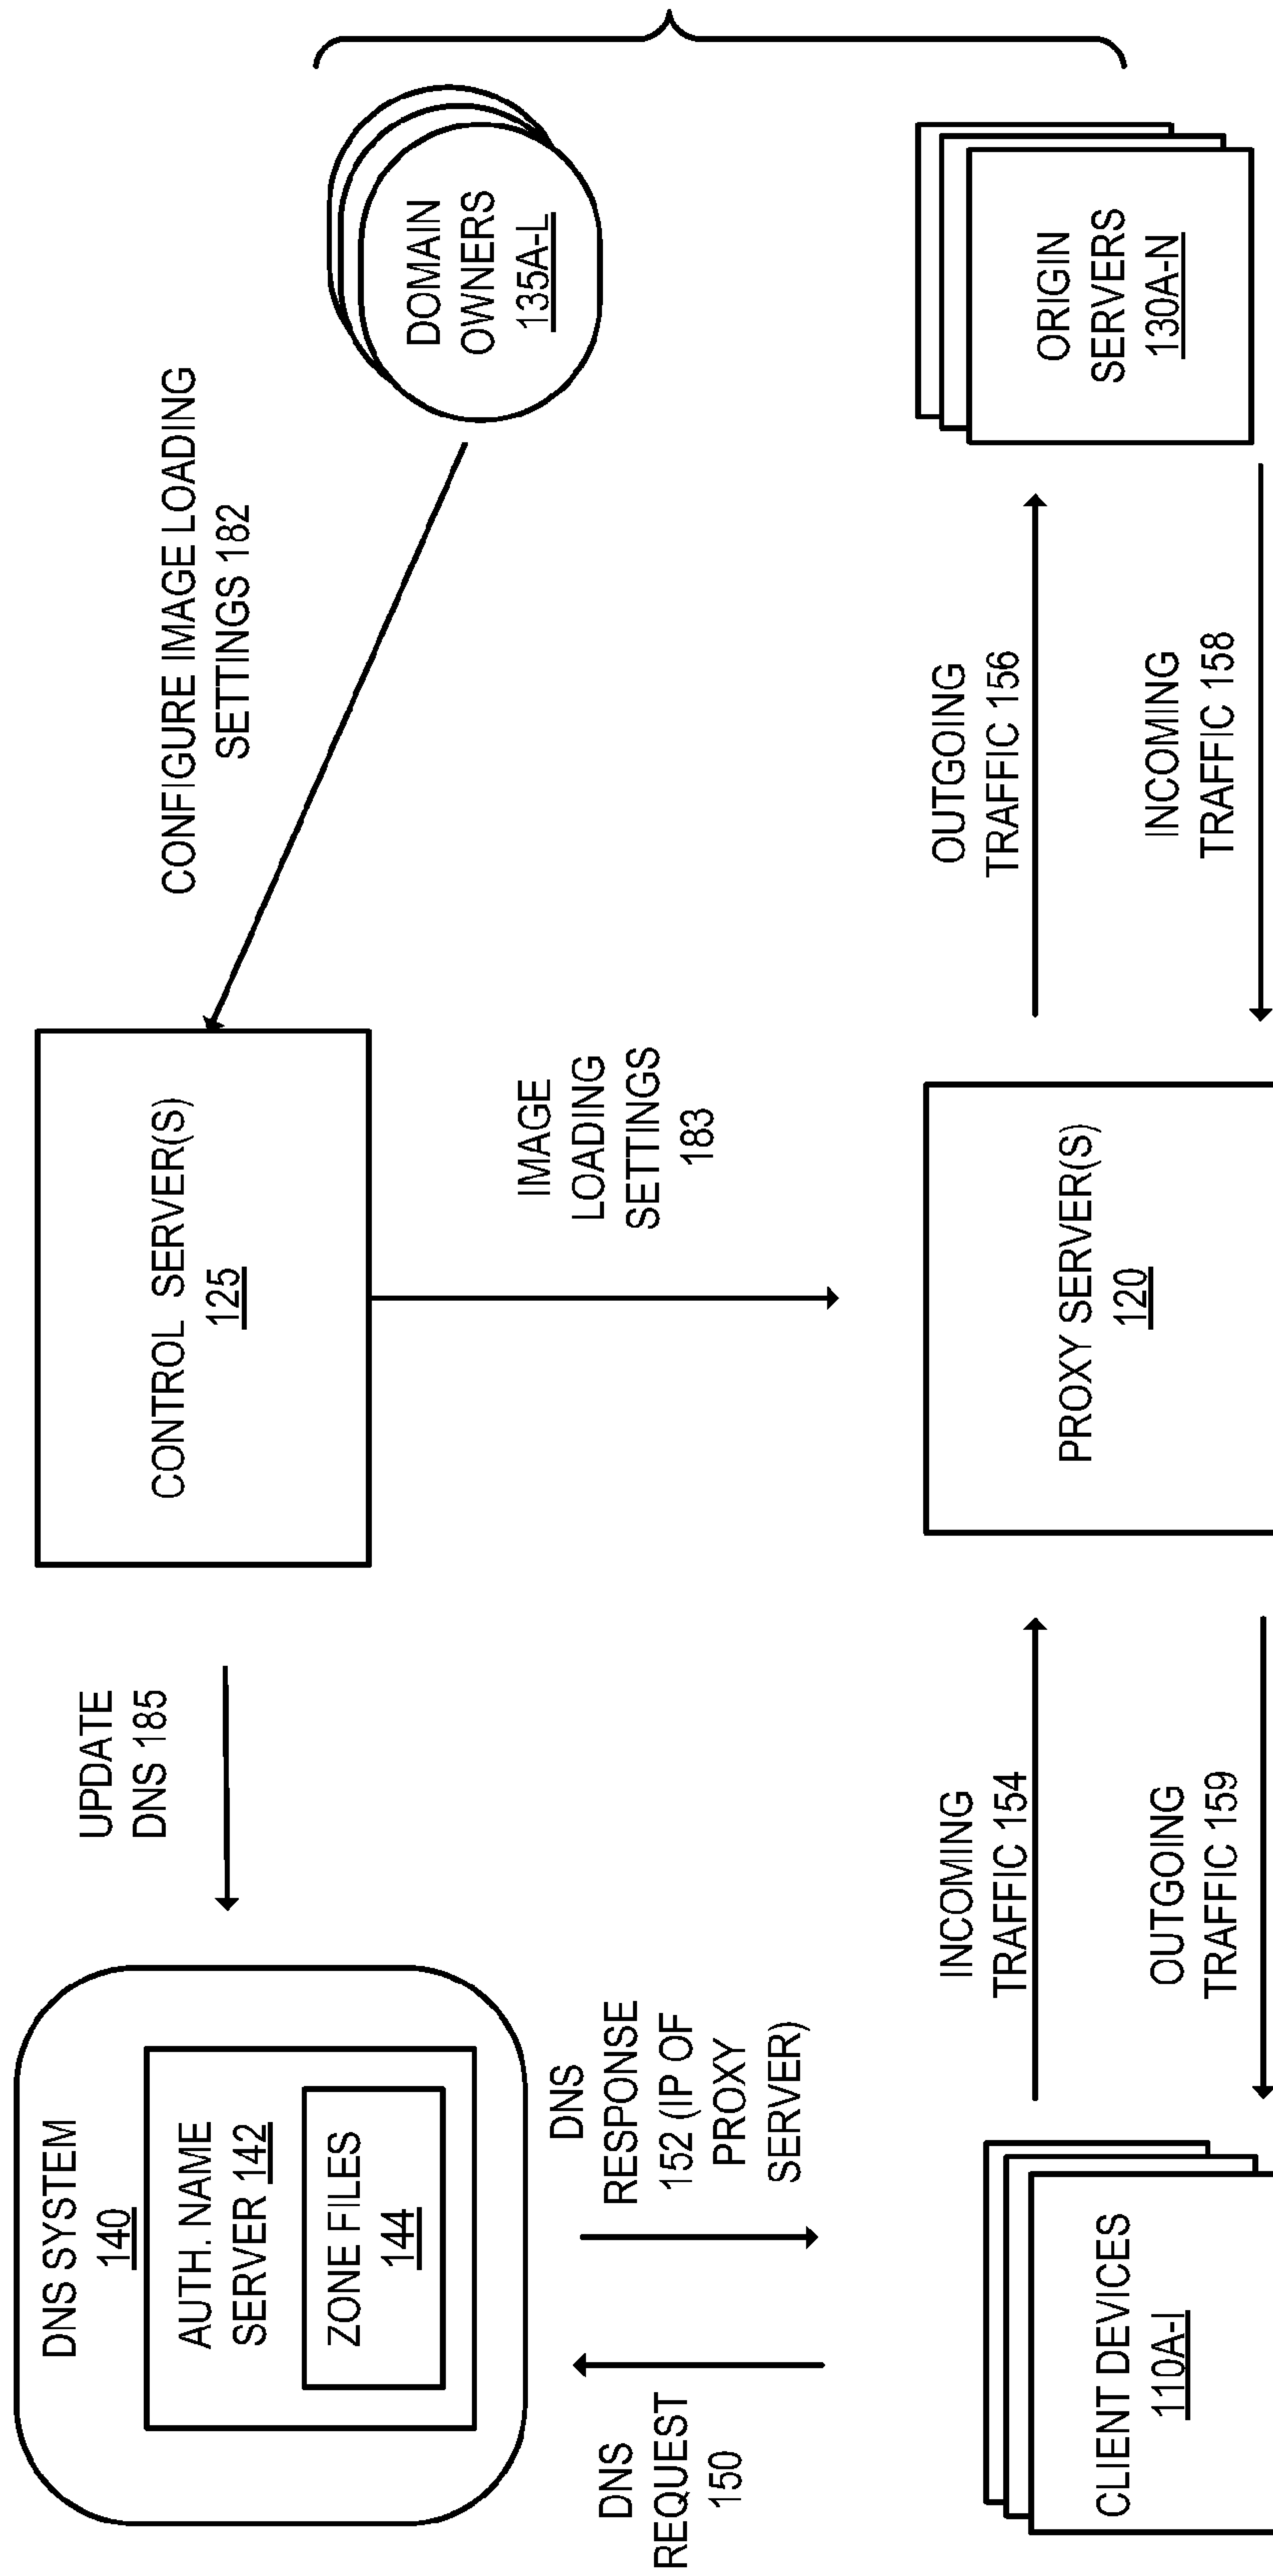 DNS SYSTEM
140
AUTH. NAME
SERVER 142
ZONE FILES
144
UPDATE
DNS 185
CONTROL SERVER(S)
125
CONFIGURE IMAGE LOADING
SETTINGS 182
DOMAIN
OWNERS
135A-L
DNS
REQUEST
150
DNS
RESPONSE
152 (IP OF
PROXY
SERVER)
IMAGE
LOADING
SETTINGS
183
CLIENT DEVICES
110A-I
INCOMING
TRAFFIC 154
OUTGOING
TRAFFIC 159
PROXY SERVER(S)
120
OUTGOING
TRAFFIC 156
INCOMING
TRAFFIC 158
ORIGIN
SERVERS
130A-N